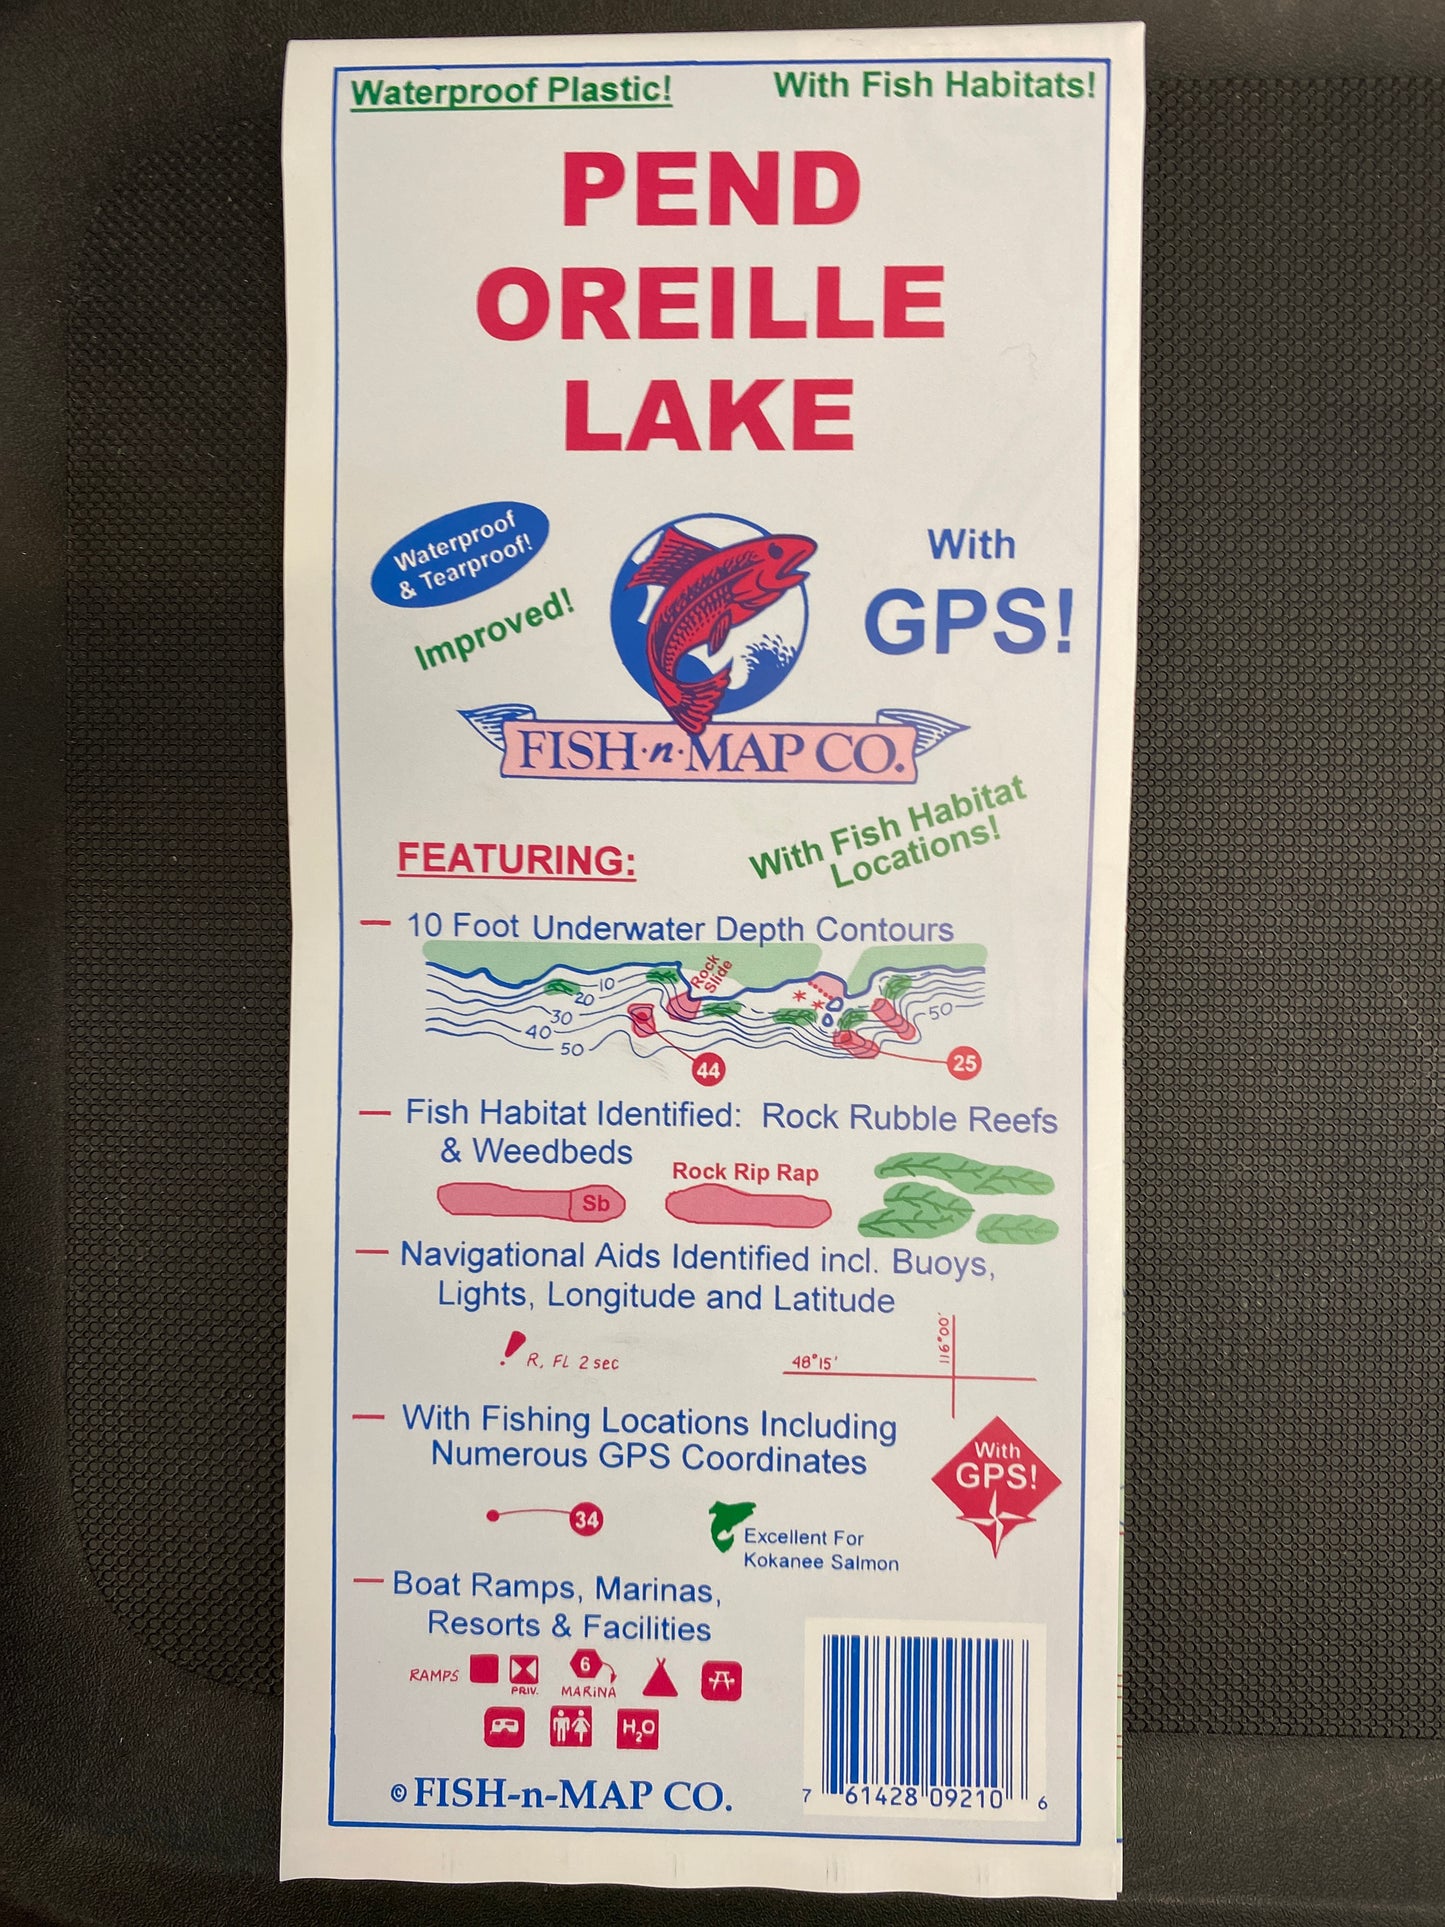 Waterproof Plastic! With Fish Habitats!
PEND
OREILLE
LAKE
Waterproof
& Tearproof!
Improved!
With
GPS!
FISH·n·MAP CO.
With Fish Habitat
Locations!
FEATURING:
— 10 Foot Underwater Depth Contours
Rock
Slide
10
20
30
40
50
50
44
25
— Fish Habitat Identified: Rock Rubble Reefs
& Weedbeds
Rock Rip Rap
Sb
— Navigational Aids Identified incl. Buoys,
Lights, Longitude and Latitude
R, FL 2 sec
48°15'
116°00'
— With Fishing Locations Including
Numerous GPS Coordinates
With
GPS!
34
Excellent For
Kokanee Salmon
— Boat Ramps, Marinas,
Resorts & Facilities
RAMPS
PRIV.
6
MARINA
H2O
© FISH-n-MAP CO.
7 61428 09210 6